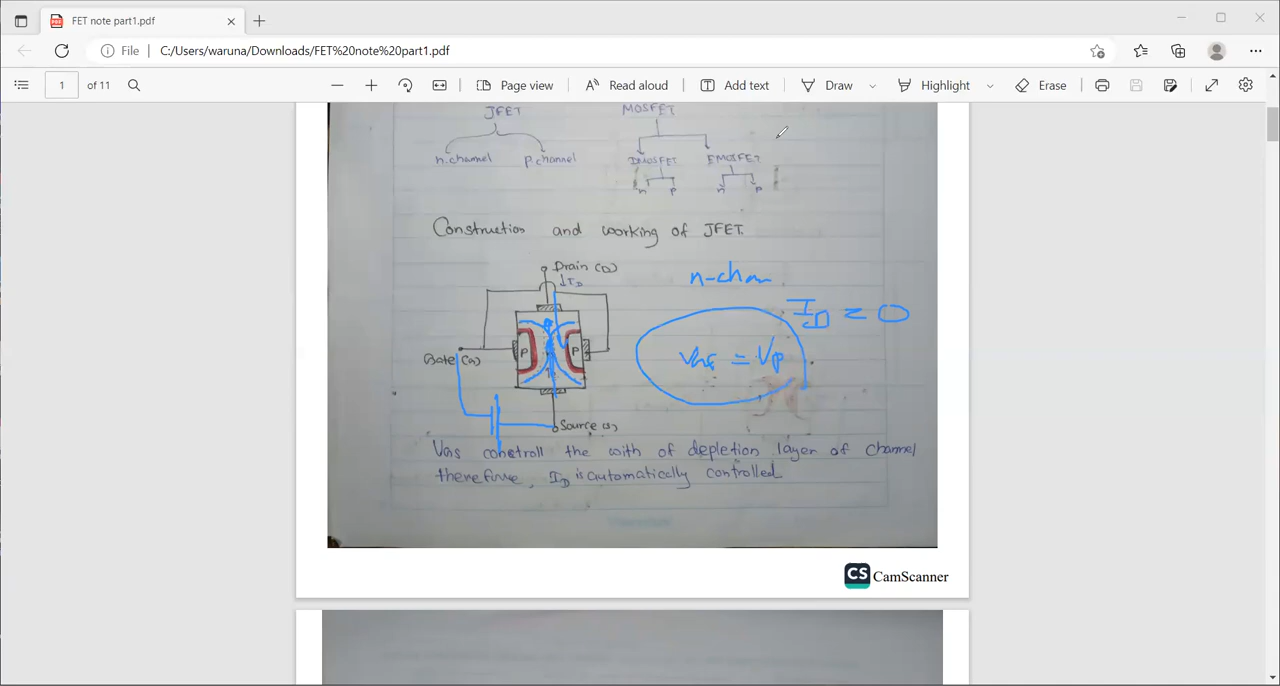 FET note part1.pdf
File C:/Users/waruna/Downloads/FET%20note%20part1.pdf
1 of 11 Page view Read aloud Add text Draw Highlight Erase
JFET MOSFET
n.channel p channel DMOSFET EMOSFET
n p n p
Construction and working of JFET.
Drain (D)
↓ID
n-chan
ID = 0
P P
Gate (G)
VGS = VP
Source (s)
VGS constroll the with of depletion layer of channel
therefore, ID is automatically controlled
CS CamScanner